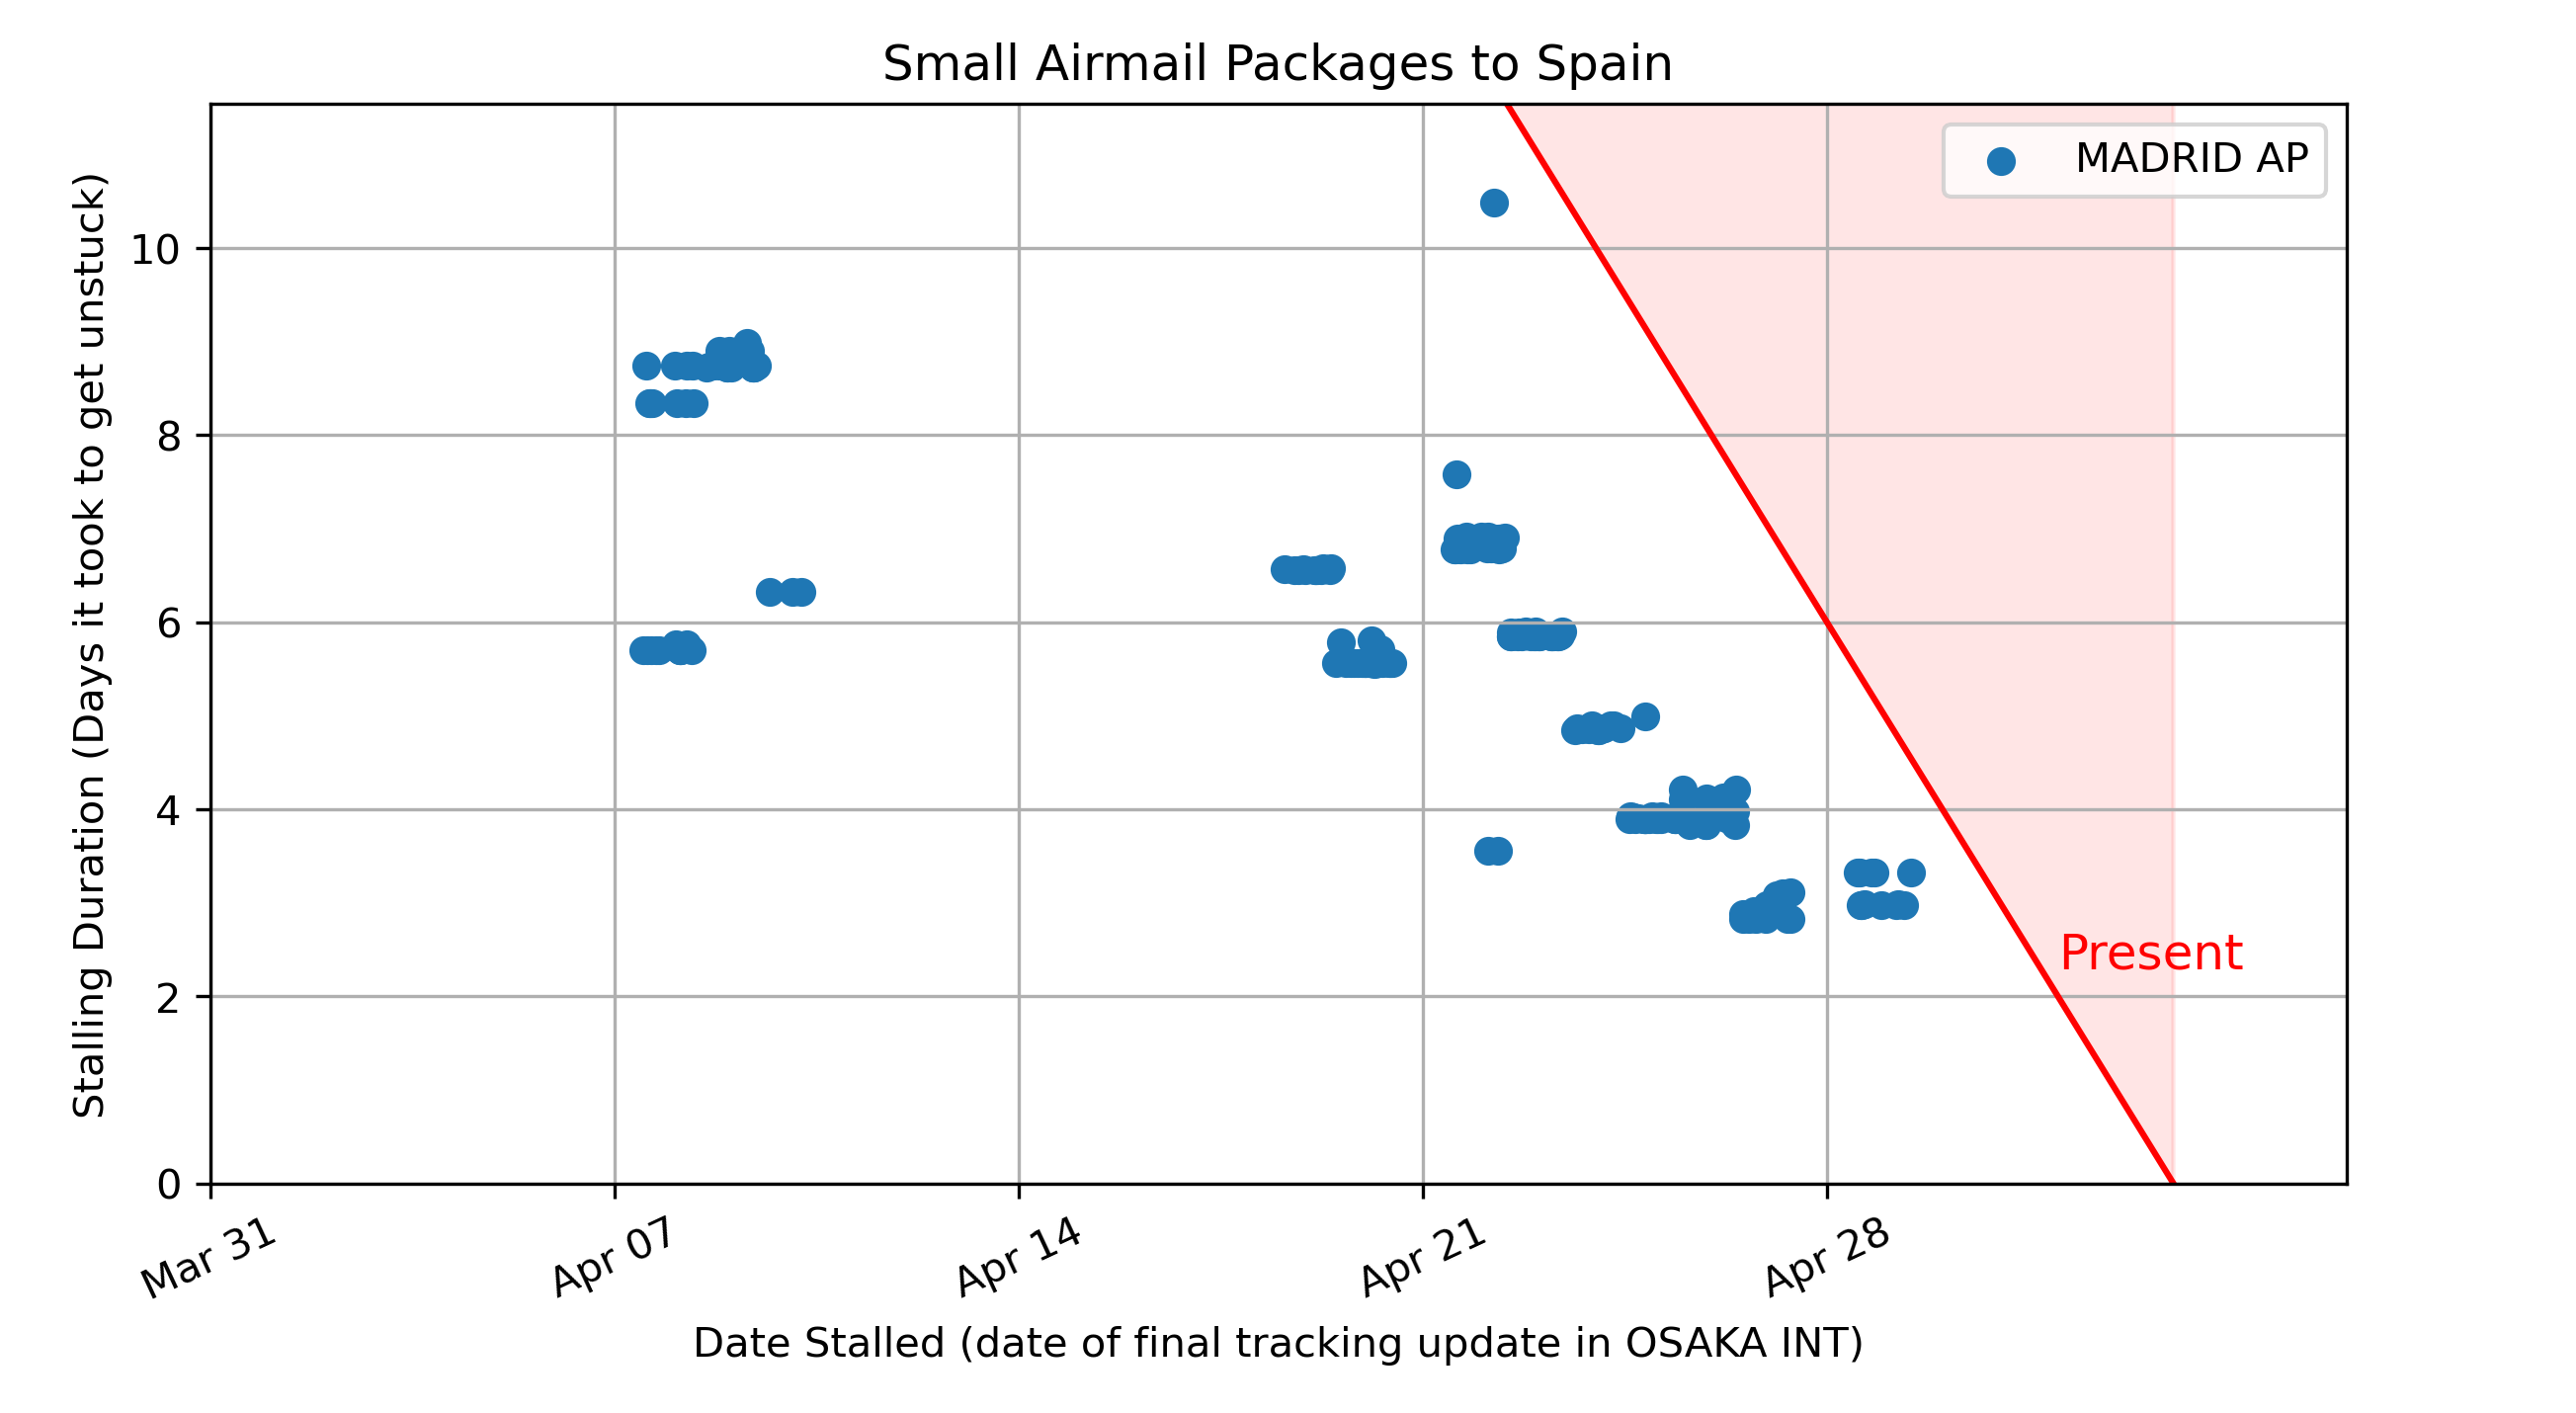 Small Airmail Packages to Spain
MADRID AP
Stalling Duration (Days it took to get unstuck)
10
8
6
4
2
0
Present
Mar 31
Apr 07
Apr 14
Apr 21
Apr 28
Date Stalled (date of final tracking update in OSAKA INT)